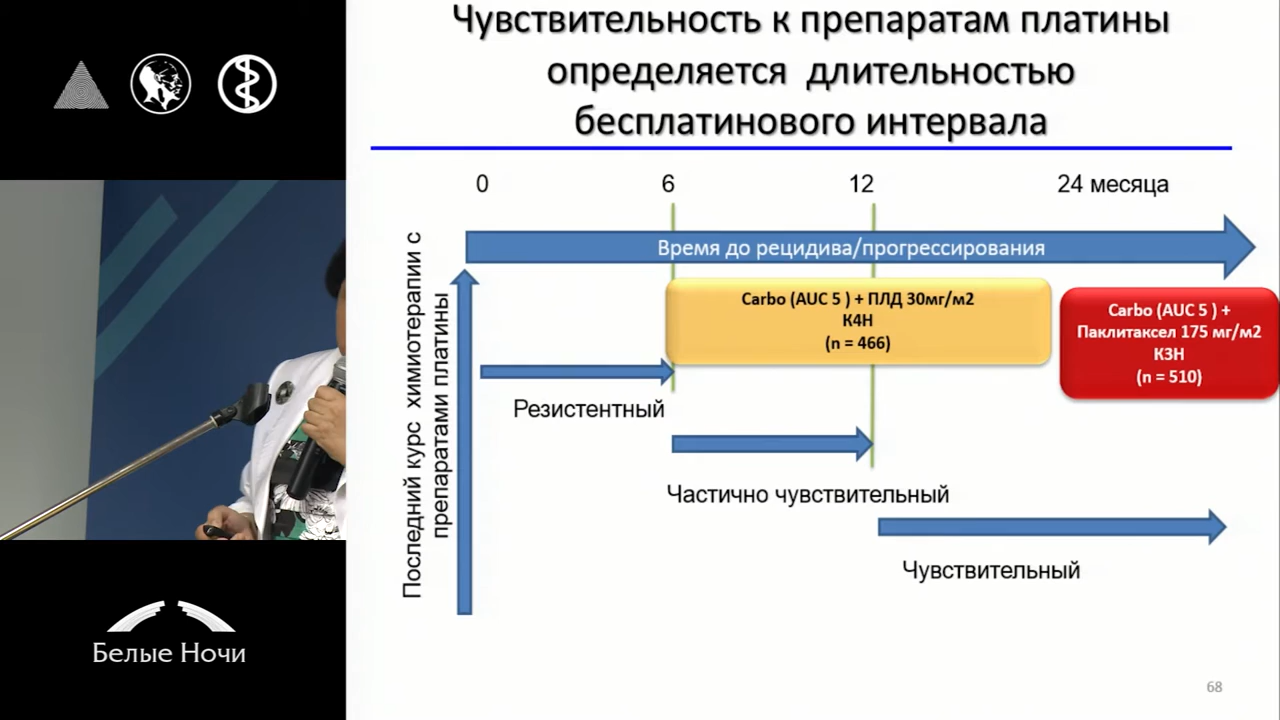 Чувствительность к препаратам платины
определяется длительностью
бесплатинового интервала
0 6 12 24 месяца
Время до рецидива/прогрессирования
Последний курс химиотерапии с
препаратами платины
Carbo (AUC 5 ) + ПЛД 30мг/м2
К4Н
(n = 466)
Carbo (AUC 5 ) +
Паклитаксел 175 мг/м2
КЗН
(n = 510)
Резистентный
Частично чувствительный
Чувствительный
Белые Ночи
68